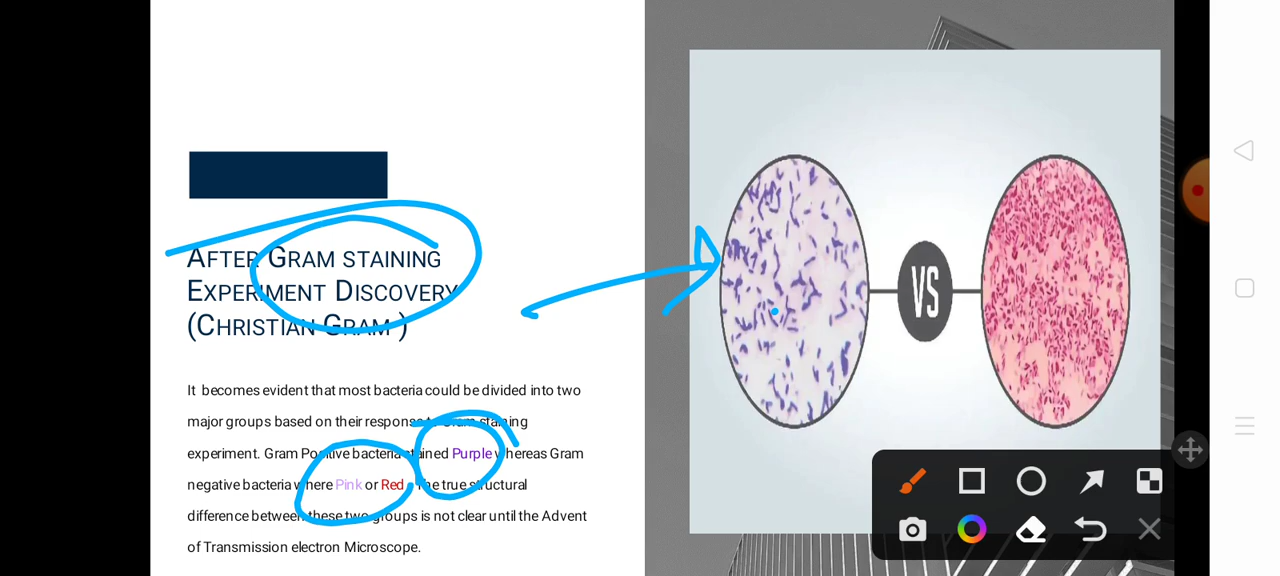 AFTER GRAM STAINING
EXPERIMENT DISCOVERY
(CHRISTIAN GRAM )
It becomes evident that most bacteria could be divided into two
major groups based on their response to Gram staining
experiment. Gram Positive bacteria stained Purple whereas Gram
negative bacteria where Pink or Red . The true structural
difference between these two groups is not clear until the Advent
of Transmission electron Microscope.
VS